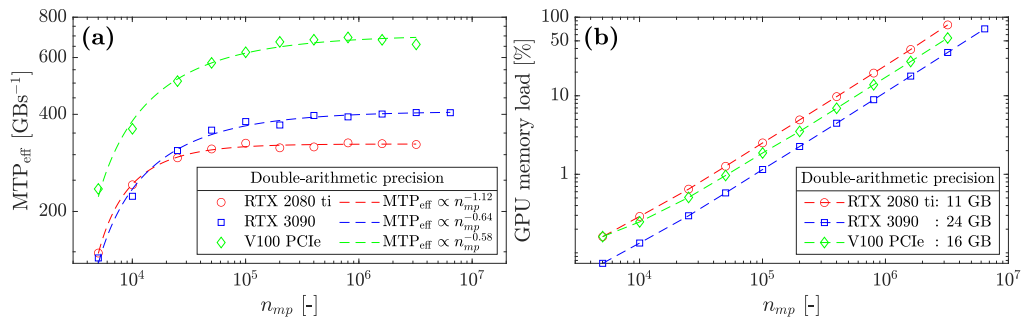 (a)
800
600
400
200
MTP_eff [GBs^−1]
10^4
10^5
10^6
10^7
n_mp [-]
Double-arithmetic precision
RTX 2080 ti MTP_eff ∝ n_mp^−1.12
RTX 3090 MTP_eff ∝ n_mp^−0.64
V100 PCIe MTP_eff ∝ n_mp^−0.58
(b)
100
50
10
1
0.1
GPU memory load [%]
10^4
10^5
10^6
10^7
n_mp [-]
Double-arithmetic precision
RTX 2080 ti: 11 GB
RTX 3090 : 24 GB
V100 PCIe : 16 GB